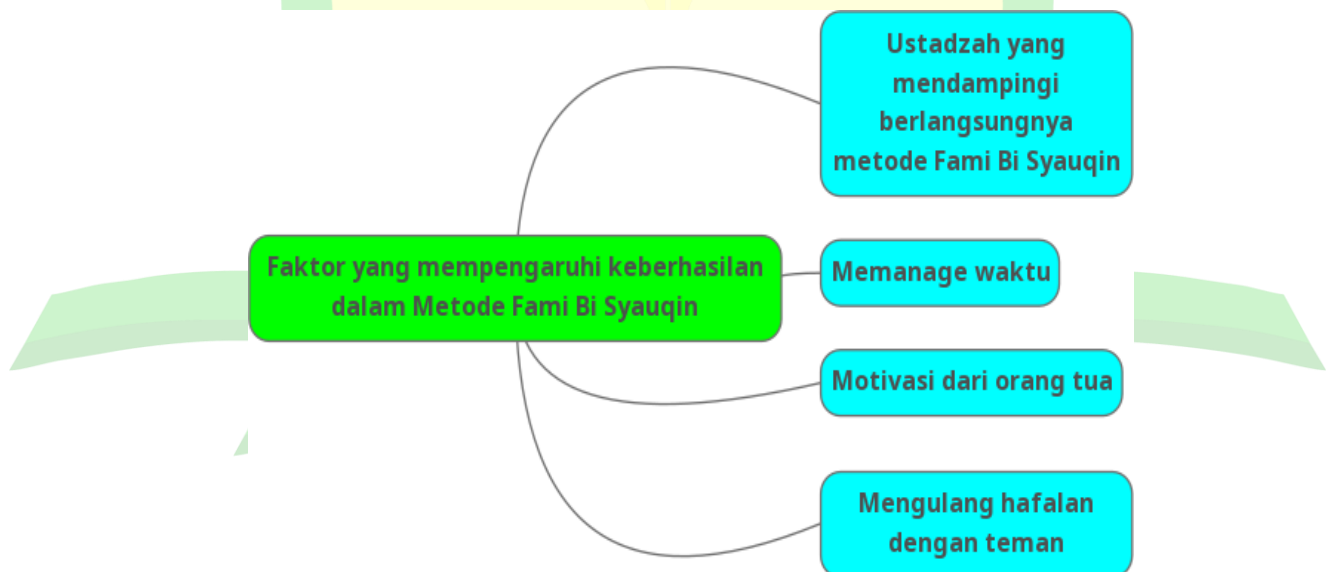 Ustadzah yang
mendampingi
berlangsungnya
metode Fami Bi Syauqin
Faktor yang mempengaruhi keberhasilan
dalam Metode Fami Bi Syauqin
Memanage waktu
Motivasi dari orang tua
Mengulang hafalan
dengan teman